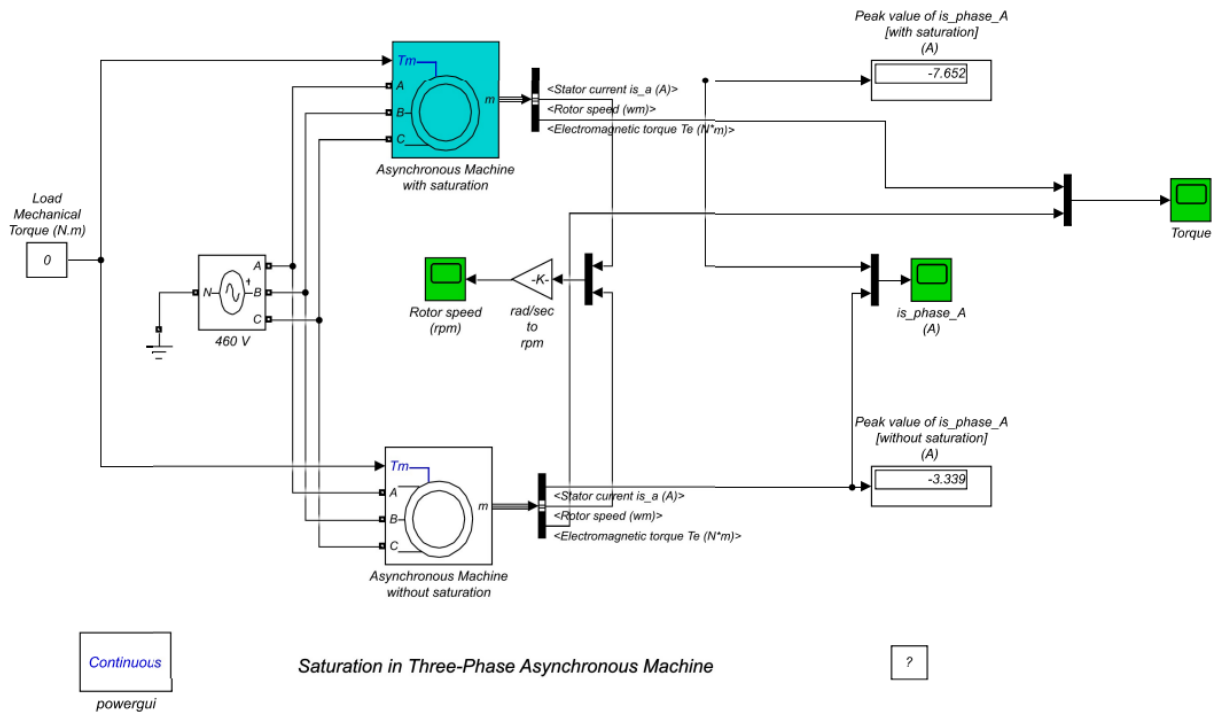 Peak value of is_phase_A
[with saturation]
(A)
-7.652
Tm
A
B
C
m
<Stator current is_a (A)>
<Rotor speed (wm)>
<Electromagnetic torque Te (N*m)>
Asynchronous Machine
with saturation
Load
Mechanical
Torque (N.m)
0
Torque
N
A
B
C
460 V
Rotor speed
(rpm)
-K-
rad/sec
to
rpm
is_phase_A
(A)
Peak value of is_phase_A
[without saturation]
(A)
-3.339
Tm
A
B
C
m
<Stator current is_a (A)>
<Rotor speed (wm)>
<Electromagnetic torque Te (N*m)>
Asynchronous Machine
without saturation
Continuous
powergui
Saturation in Three-Phase Asynchronous Machine
?